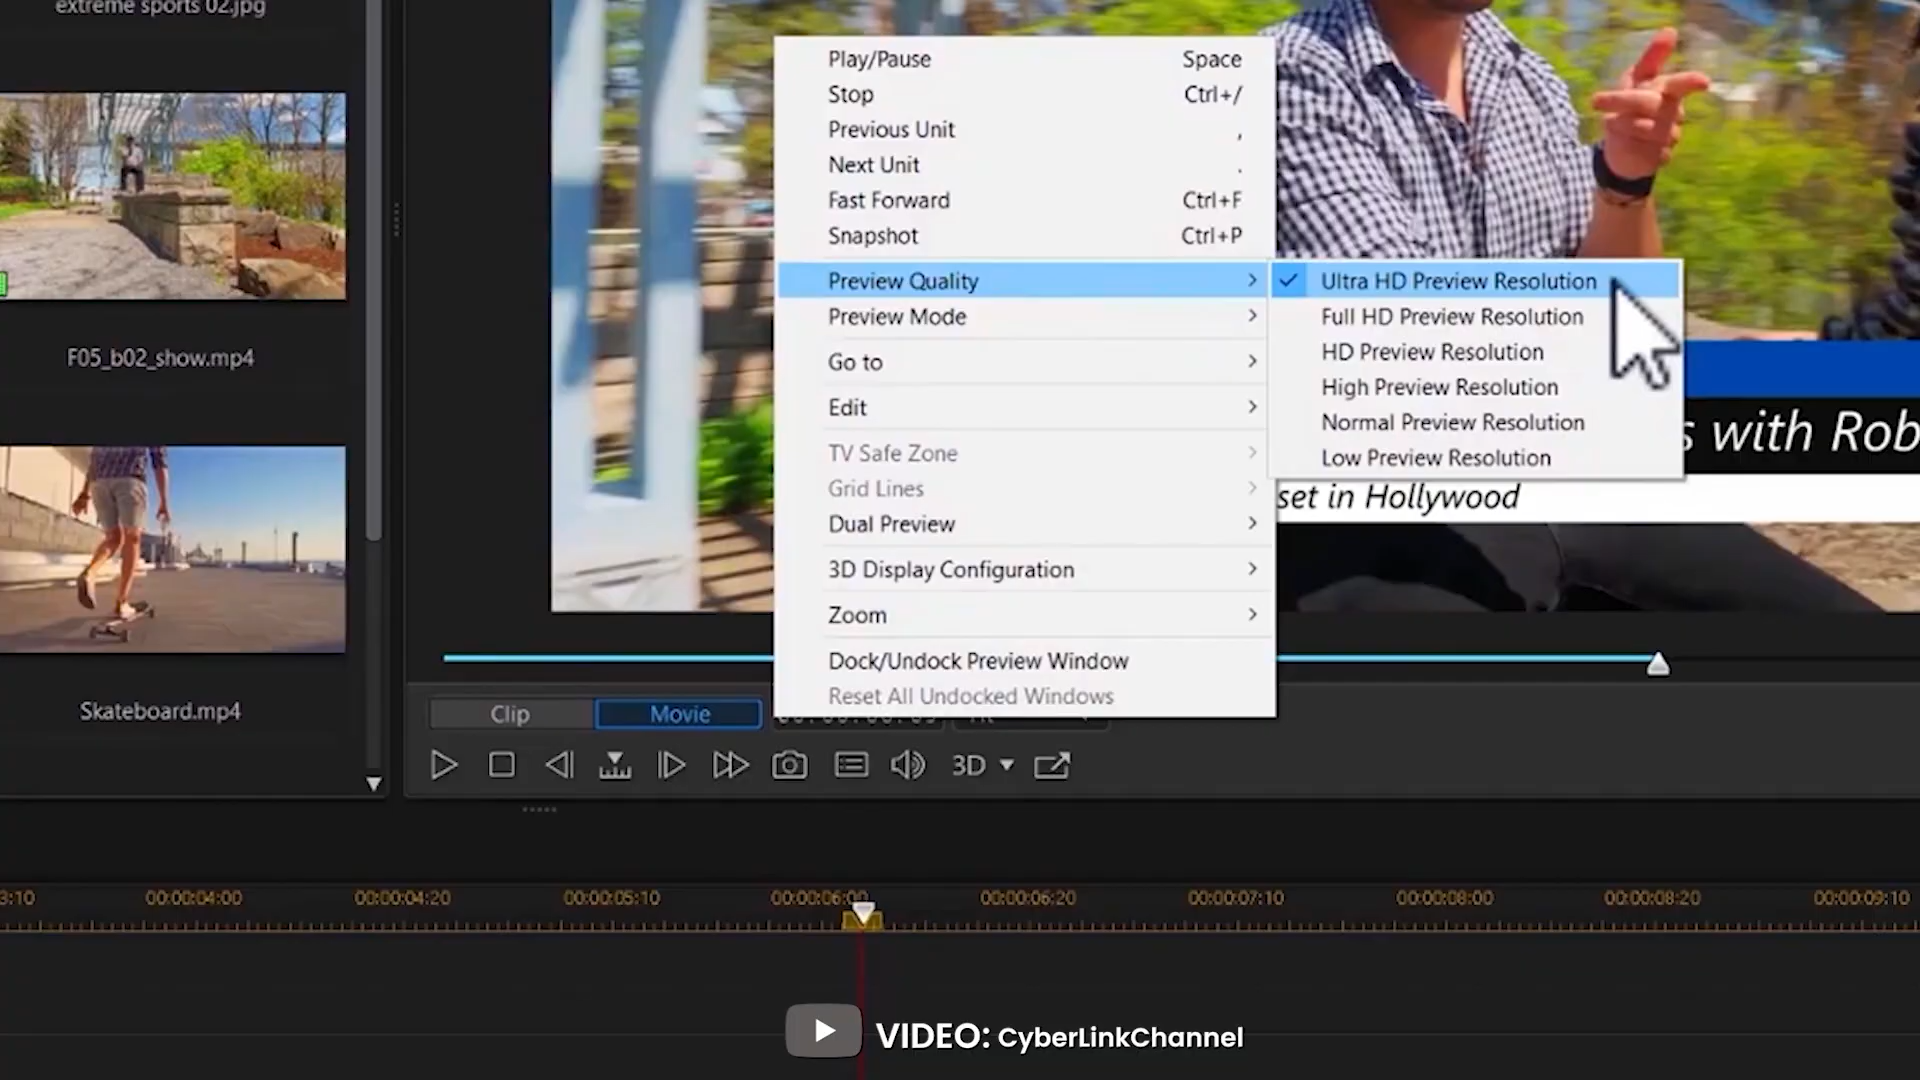 extreme sports 02.jpg
F05_b02_show.mp4
Skateboard.mp4
Play/Pause Space
Stop Ctrl+/
Previous Unit ,
Next Unit .
Fast Forward Ctrl+F
Snapshot Ctrl+P
Preview Quality
Preview Mode
Go to
Edit
TV Safe Zone
Grid Lines
Dual Preview
3D Display Configuration
Zoom
Dock/Undock Preview Window
Reset All Undocked Windows
Ultra HD Preview Resolution
Full HD Preview Resolution
HD Preview Resolution
High Preview Resolution
Normal Preview Resolution
Low Preview Resolution
s with Rob
set in Hollywood
Clip Movie
3D
3:10 00:00:04:00 00:00:04:20 00:00:05:10 00:00:06:00 00:00:06:20 00:00:07:10 00:00:08:00 00:00:08:20 00:00:09:10
VIDEO: CyberLinkChannel